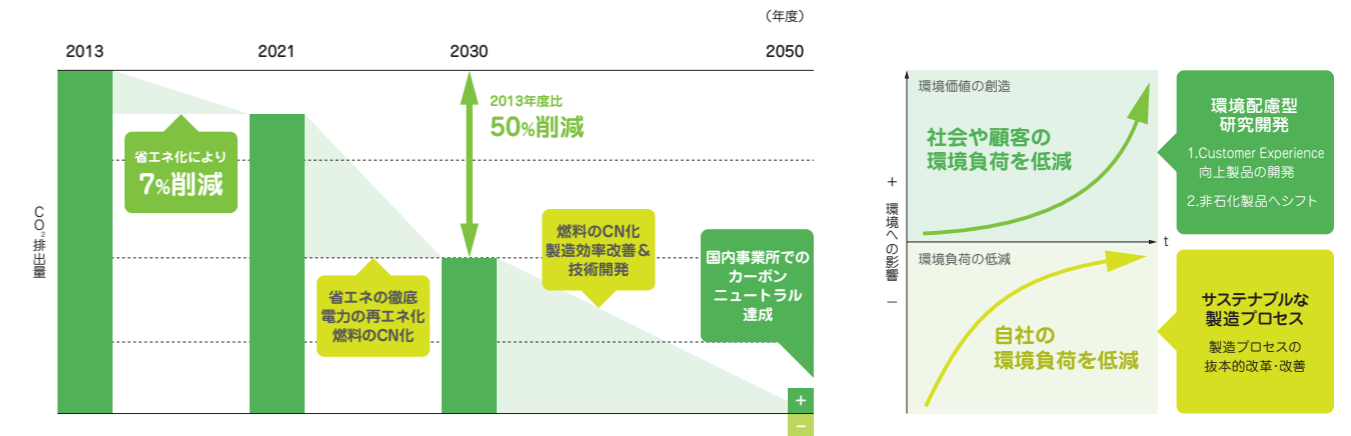 （年度）
2013
2021
2030
2050
CO₂排出量
省エネ化により
7%削減
2013年度比
50%削減
省エネの徹底
電力の再エネ化
燃料のCN化
燃料のCN化
製造効率改善＆
技術開発
国内事業所での
カーボン
ニュートラル
達成
＋
－
＋ 環境への影響 －
環境価値の創造
社会や顧客の
環境負荷を低減
t
環境負荷の低減
自社の
環境負荷を低減
環境配慮型
研究開発
1.Customer Experience
向上製品の開発
2.非石化製品へシフト
サステナブルな
製造プロセス
製造プロセスの
抜本的改革・改善